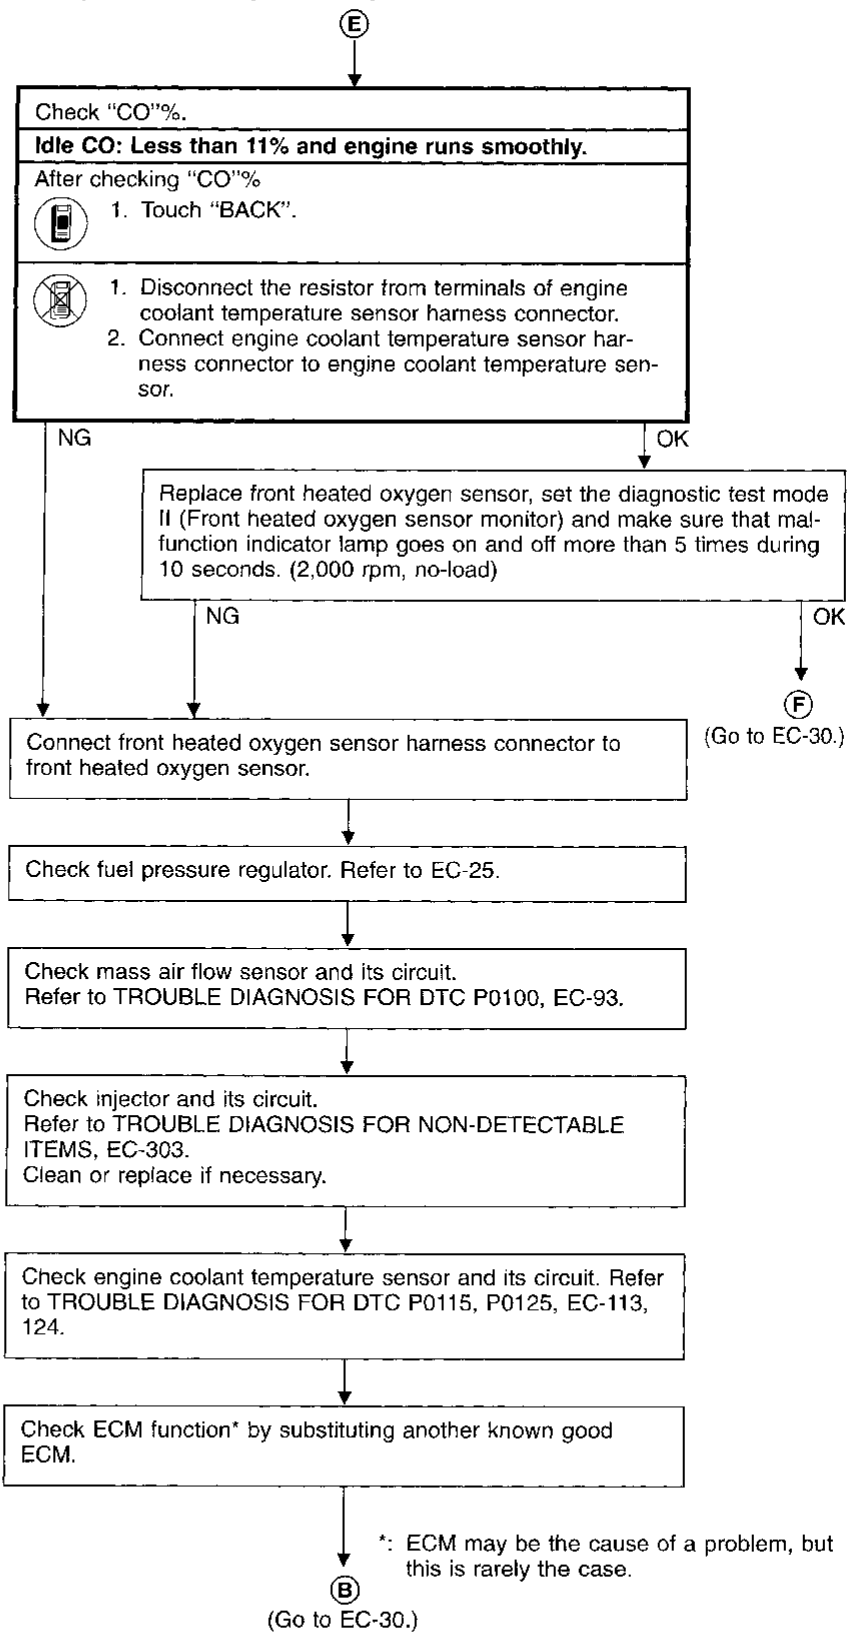 E
Check "CO"%.
Idle CO: Less than 11% and engine runs smoothly.
After checking "CO"%
1. Touch "BACK".
1. Disconnect the resistor from terminals of engine
coolant temperature sensor harness connector.
2. Connect engine coolant temperature sensor har-
ness connector to engine coolant temperature sen-
sor.
NG
OK
Replace front heated oxygen sensor, set the diagnostic test mode
II (Front heated oxygen sensor monitor) and make sure that mal-
function indicator lamp goes on and off more than 5 times during
10 seconds. (2,000 rpm, no-load)
NG
OK
F
(Go to EC-30.)
Connect front heated oxygen sensor harness connector to
front heated oxygen sensor.
Check fuel pressure regulator. Refer to EC-25.
Check mass air flow sensor and its circuit.
Refer to TROUBLE DIAGNOSIS FOR DTC P0100, EC-93.
Check injector and its circuit.
Refer to TROUBLE DIAGNOSIS FOR NON-DETECTABLE
ITEMS, EC-303.
Clean or replace if necessary.
Check engine coolant temperature sensor and its circuit. Refer
to TROUBLE DIAGNOSIS FOR DTC P0115, P0125, EC-113,
124.
Check ECM function* by substituting another known good
ECM.
*: ECM may be the cause of a problem, but
this is rarely the case.
B
(Go to EC-30.)